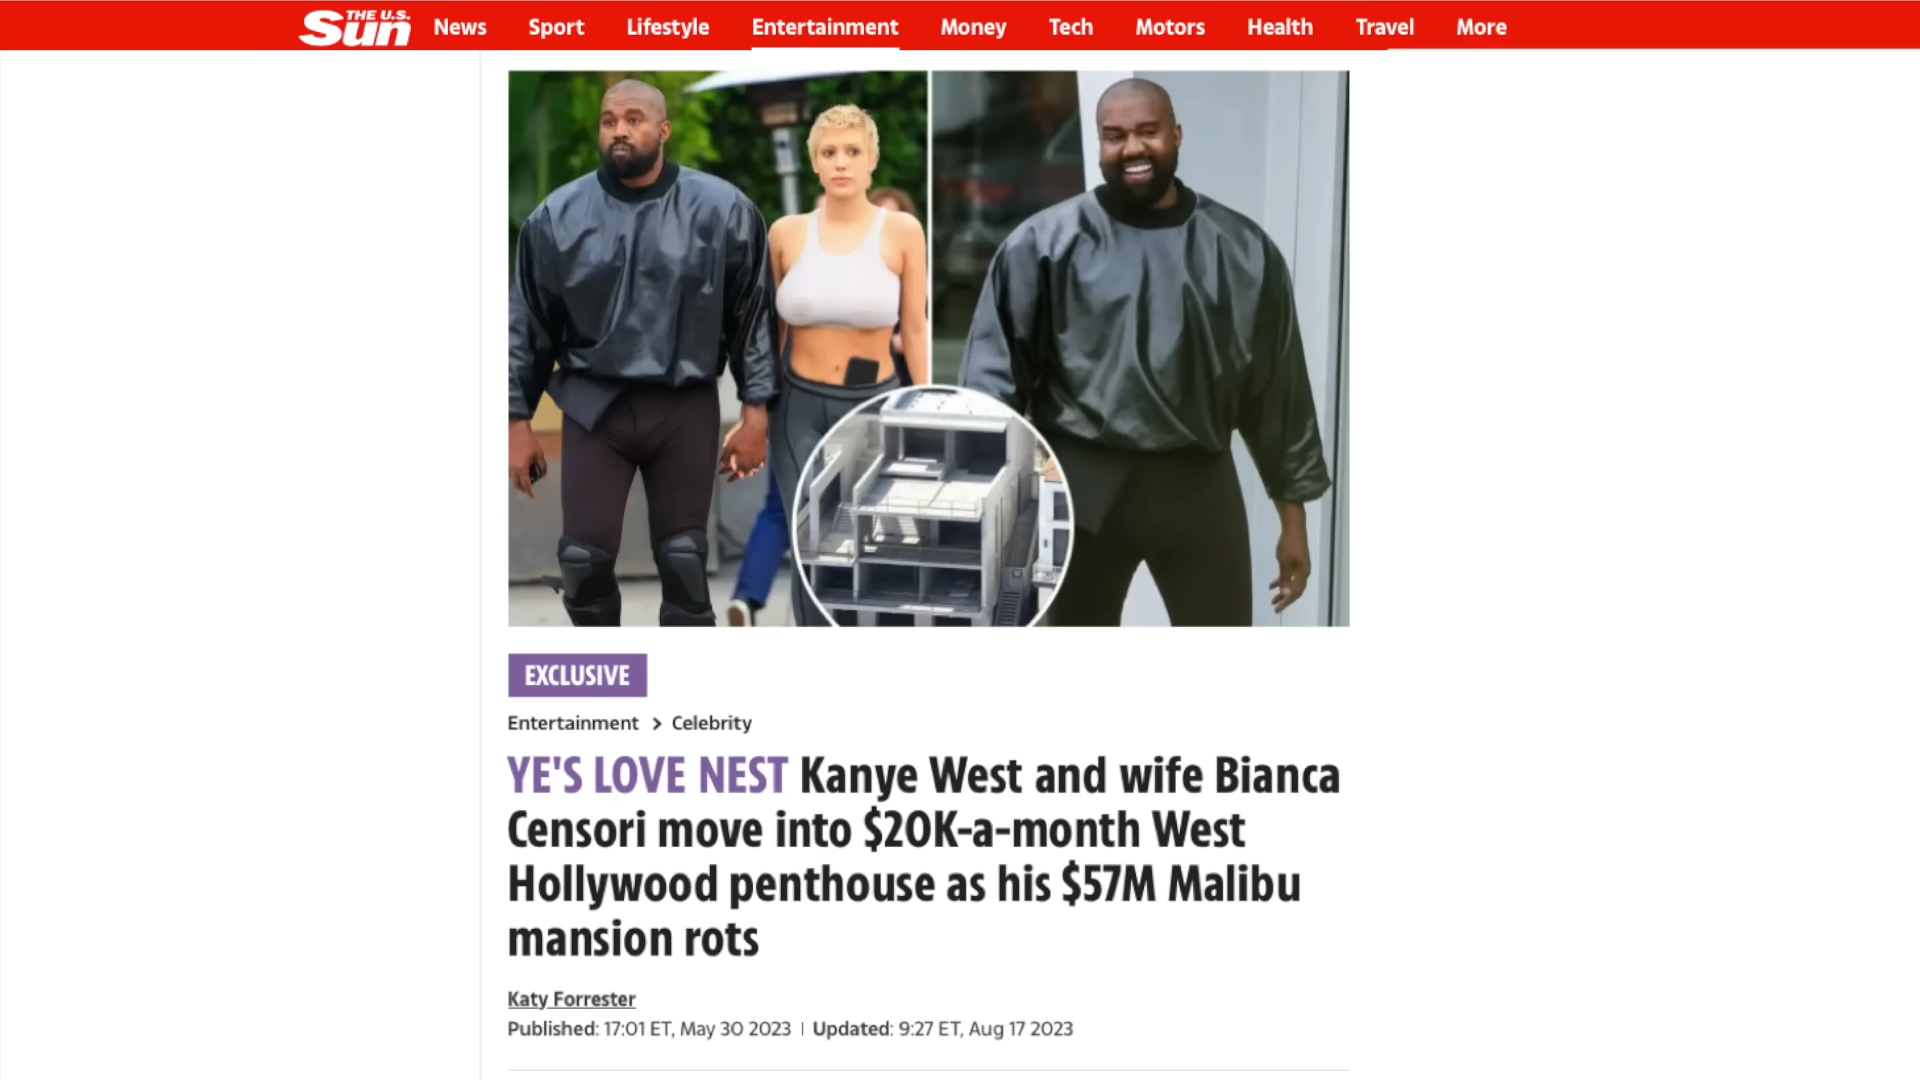 THE U.S.
Sun News Sport Lifestyle Entertainment Money Tech Motors Health Travel More
EXCLUSIVE
Entertainment > Celebrity
YE'S LOVE NEST Kanye West and wife Bianca
Censori move into $20K-a-month West
Hollywood penthouse as his $57M Malibu
mansion rots
Katy Forrester
Published: 17:01 ET, May 30 2023 | Updated: 9:27 ET, Aug 17 2023